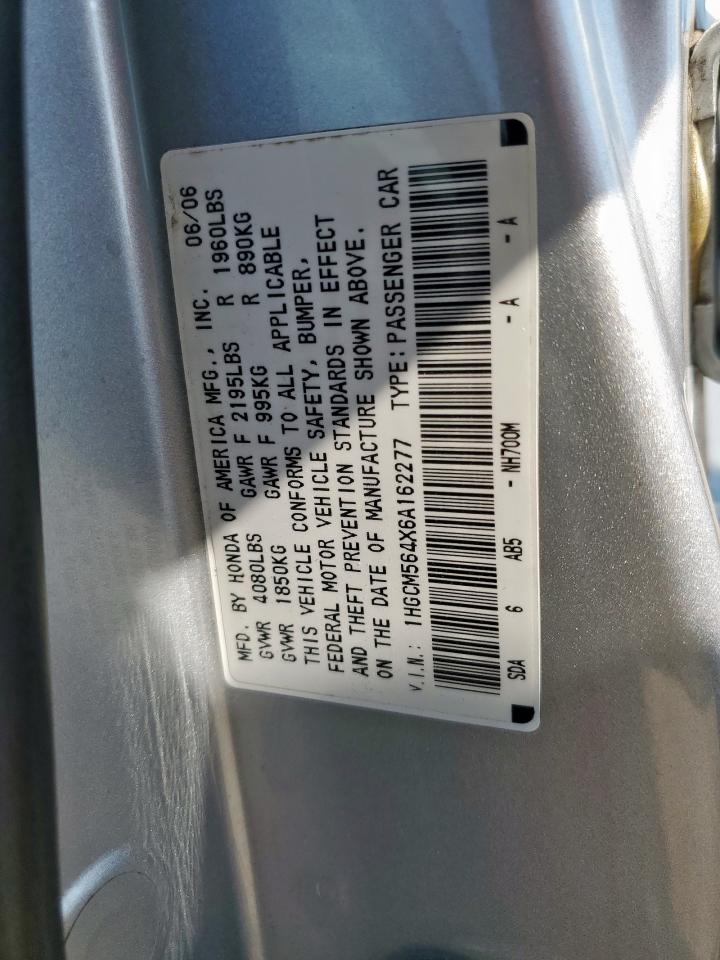 MFD. BY HONDA OF AMERICA MFG., INC. 06/06
GVWR 4080LBS GAWR F 2195LBS R 1960LBS
GVWR 1850KG GAWR F 995KG R 890KG
THIS VEHICLE CONFORMS TO ALL APPLICABLE
FEDERAL MOTOR VEHICLE SAFETY, BUMPER,
AND THEFT PREVENTION STANDARDS IN EFFECT
ON THE DATE OF MANUFACTURE SHOWN ABOVE.
V.I.N.: 1HGCM564X6A162277 TYPE:PASSENGER CAR
SDA 6 AB5 - NH700M - A - A